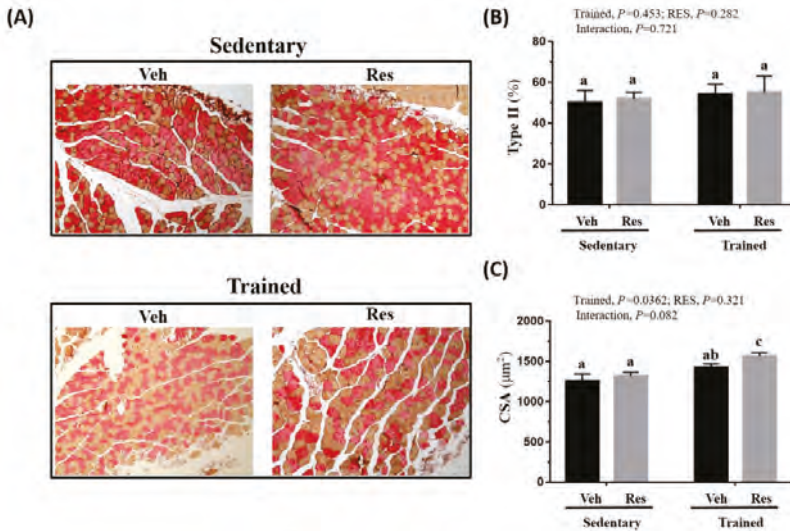 (A)
Sedentary
Veh Res
Trained
Veh Res
(B)
Trained, P=0.453; RES, P=0.282
Interaction, P=0.721
Type II (%)
80
60
40
20
0
a a a a
Veh Res Veh Res
Sedentary Trained
(C)
Trained, P=0.0362; RES, P=0.321
Interaction, P=0.082
CSA (μm²)
2000
1500
1000
500
0
a a ab c
Veh Res Veh Res
Sedentary Trained